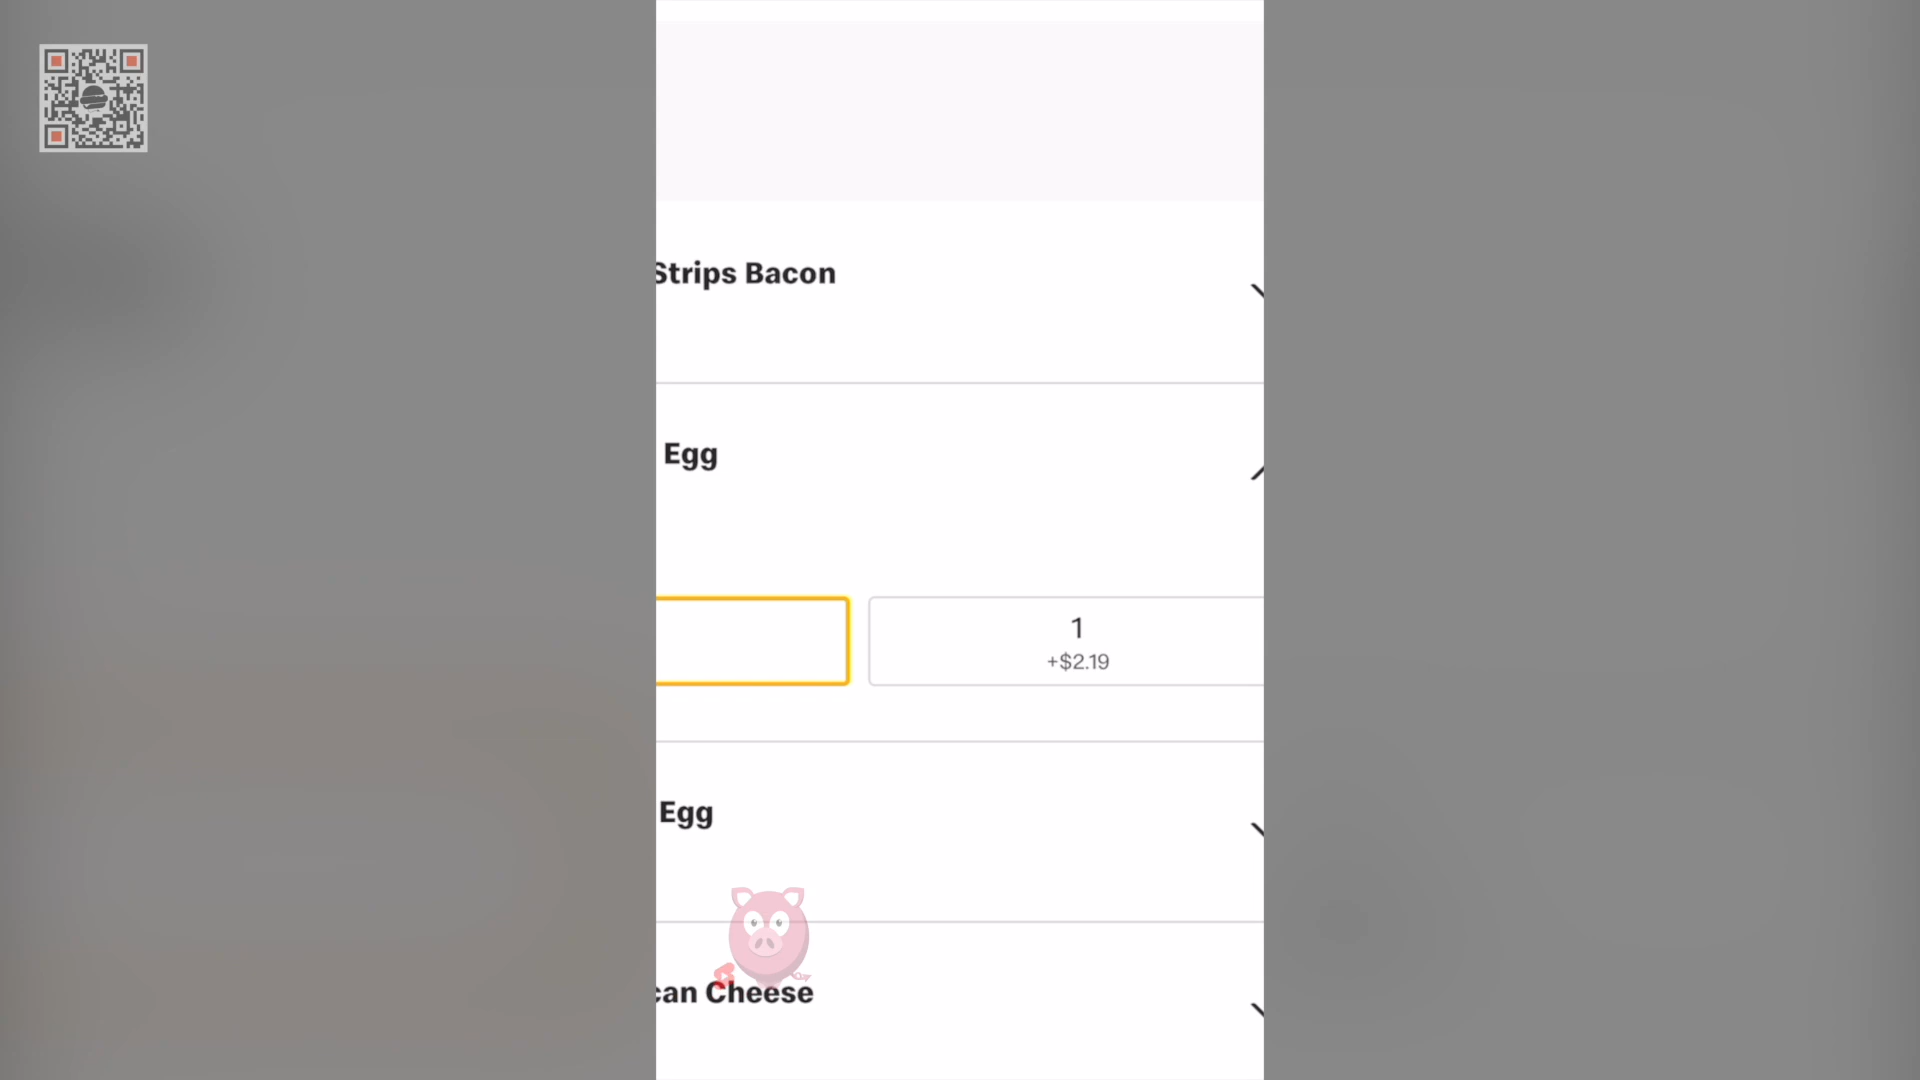 Strips Bacon
Egg
1
+$2.19
Egg
can Cheese